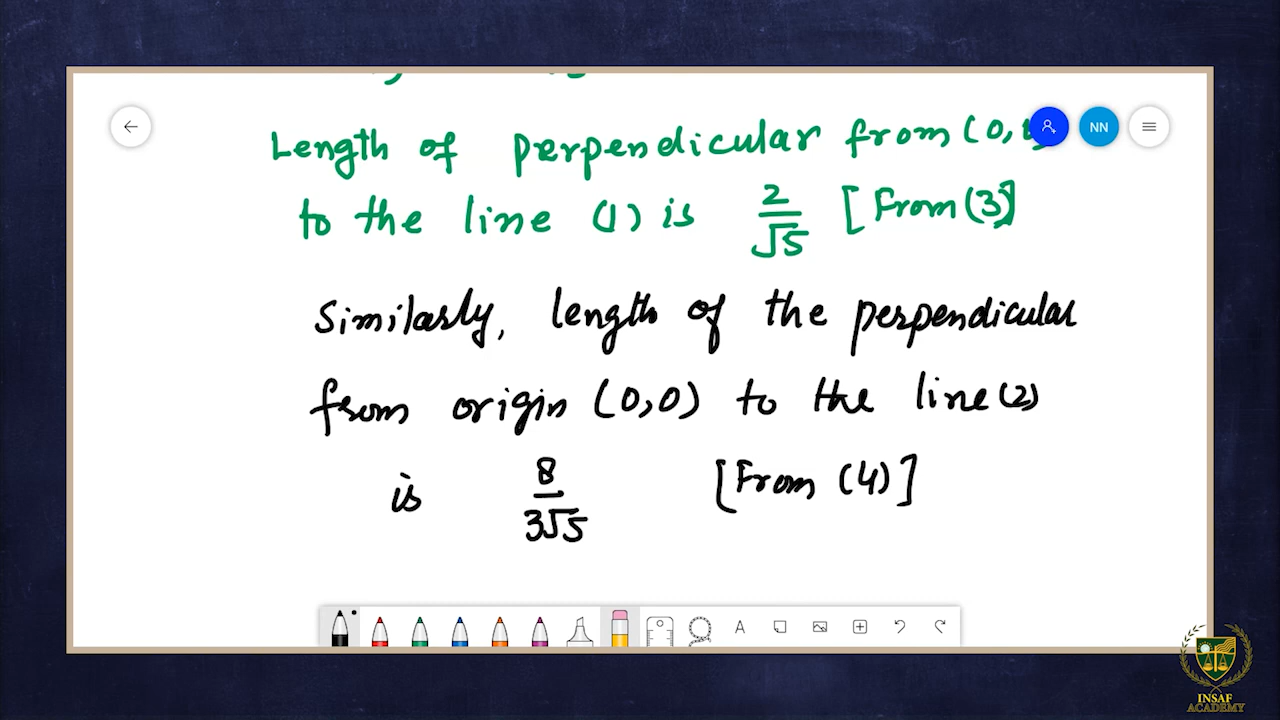 Length of perpendicular from (0,
to the line (1) is 2/√5 [From (3)]
Similarly, length of the perpendicular
from origin (0,0) to the line (2)
is 8/3√5 [From (4)]
NN
A
INSAF
ACADEMY